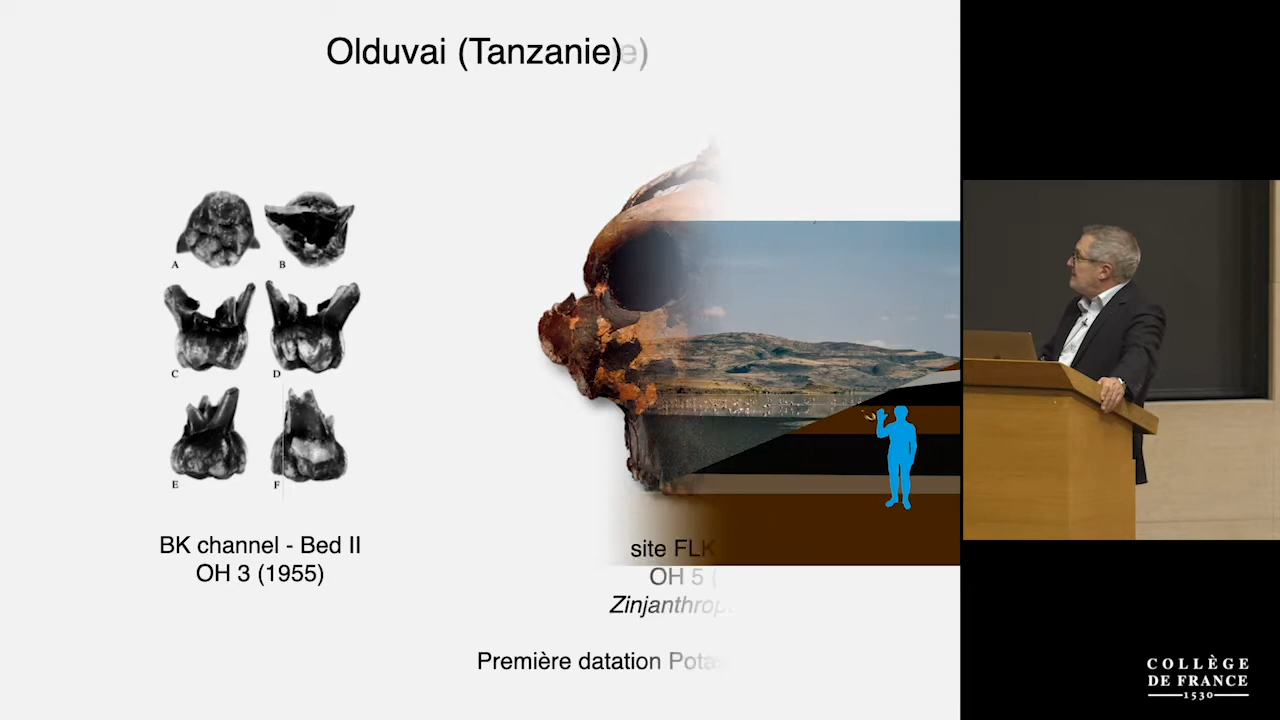 Olduvai (Tanzanie)
A
B
C
D
E
F
BK channel - Bed II
OH 3 (1955)
site FLK
OH 5 (
Zinjanthrop
Première datation Pota
COLLÈGE
DE FRANCE
1530